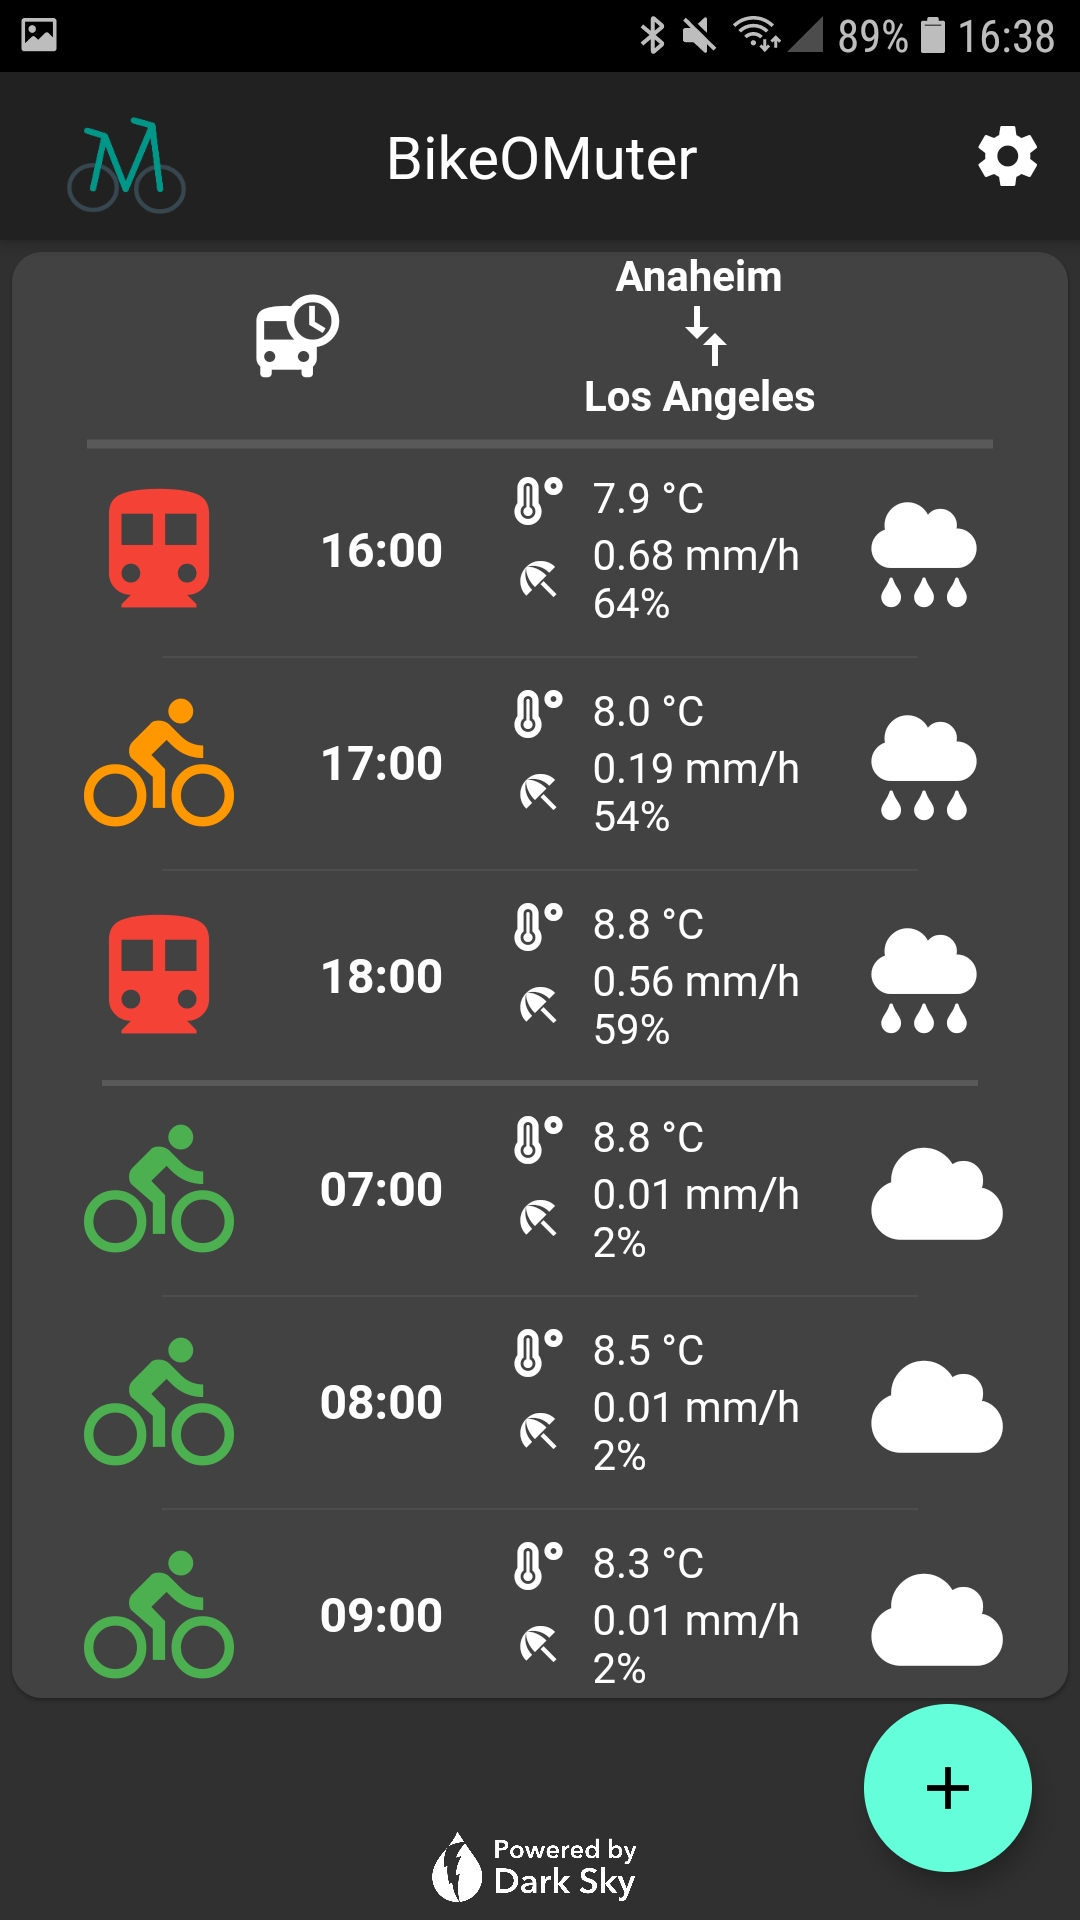 89% 16:38
BikeOMuter
Anaheim
Los Angeles
16:00
7.9 °C
0.68 mm/h
64%
17:00
8.0 °C
0.19 mm/h
54%
18:00
8.8 °C
0.56 mm/h
59%
07:00
8.8 °C
0.01 mm/h
2%
08:00
8.5 °C
0.01 mm/h
2%
09:00
8.3 °C
0.01 mm/h
2%
+
Powered by
Dark Sky